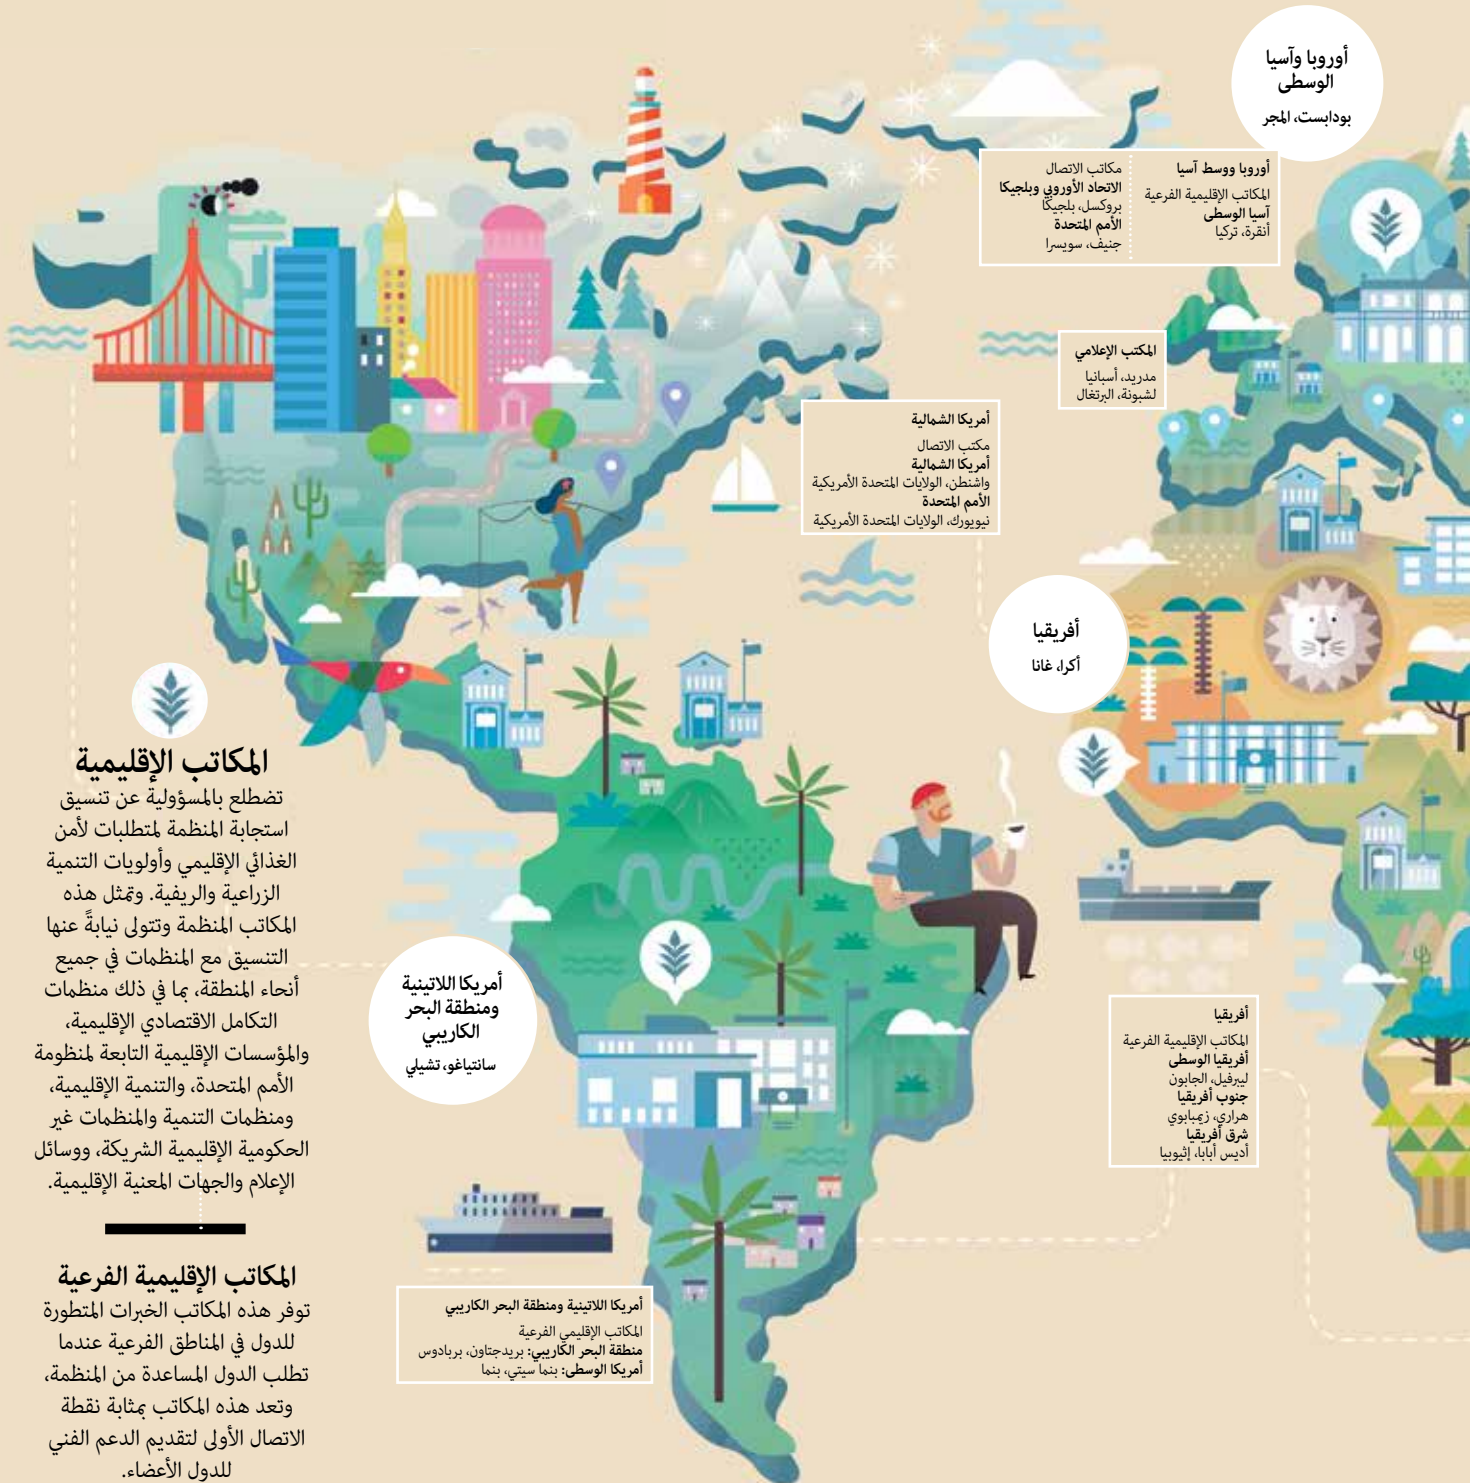 أوروبا وآسيا
الوسطى
بودابست، المجر
أوروبا ووسط آسيا
المكاتب الإقليمية الفرعية
آسيا الوسطى
أنقرة، تركيا
مكاتب الاتصال
الاتحاد الأوروبي وبلجيكا
بروكسل، بلجيكا
الأمم المتحدة
جنيف، سويسرا
المكتب الإعلامي
مدريد، أسبانيا
لشبونة، البرتغال
أمريكا الشمالية
مكتب الاتصال
أمريكا الشمالية
واشنطن، الولايات المتحدة الأمريكية
الأمم المتحدة
نيويورك، الولايات المتحدة الأمريكية
أفريقيا
أكرا، غانا
المكاتب الإقليمية
تضطلع بالمسؤولية عن تنسيق
استجابة المنظمة لمتطلبات لأمن
الغذائي الإقليمي وأولويات التنمية
الزراعية والريفية. وتمثل هذه
المكاتب المنظمة وتتولى نيابةً عنها
التنسيق مع المنظمات في جميع
أنحاء المنطقة، بما في ذلك منظمات
التكامل الاقتصادي الإقليمية،
والمؤسسات الإقليمية التابعة لمنظومة
الأمم المتحدة، والتنمية الإقليمية،
ومنظمات التنمية والمنظمات غير
الحكومية الإقليمية الشريكة، ووسائل
الإعلام والجهات المعنية الإقليمية.
المكاتب الإقليمية الفرعية
توفر هذه المكاتب الخبرات المتطورة
للدول في المناطق الفرعية عندما
تطلب الدول المساعدة من المنظمة،
وتعد هذه المكاتب بمثابة نقطة
الاتصال الأولى لتقديم الدعم الفني
للدول الأعضاء.
أمريكا اللاتينية
ومنطقة البحر
الكاريبي
سانتياغو، تشيلي
أفريقيا
المكاتب الإقليمية الفرعية
أفريقيا الوسطى
ليبرفيل، الجابون
جنوب أفريقيا
هراري، زيمبابوي
شرق أفريقيا
أديس أبابا، إثيوبيا
أمريكا اللاتينية ومنطقة البحر الكاريبي
المكاتب الإقليمي الفرعية
منطقة البحر الكاريبي: بريدجتاون، بربادوس
أمريكا الوسطى: بنما سيتي، بنما